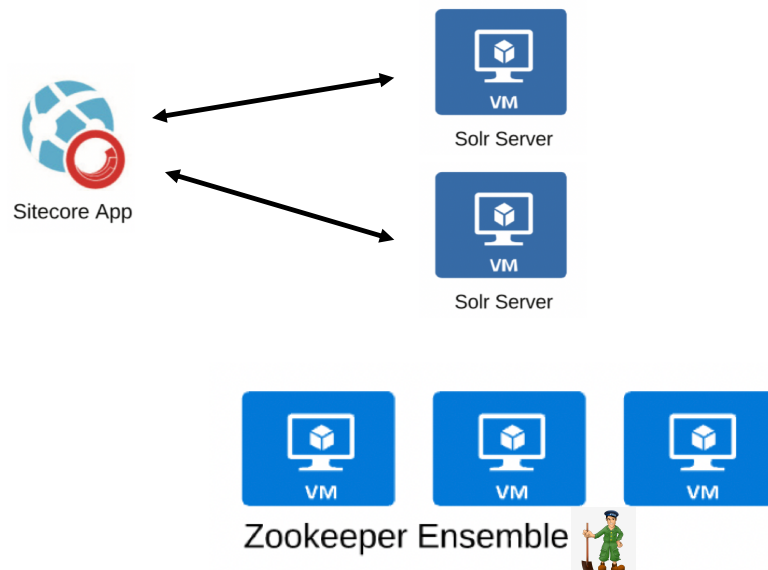 VM
Solr Server
Sitecore App
VM
Solr Server
VM VM VM
Zookeeper Ensemble